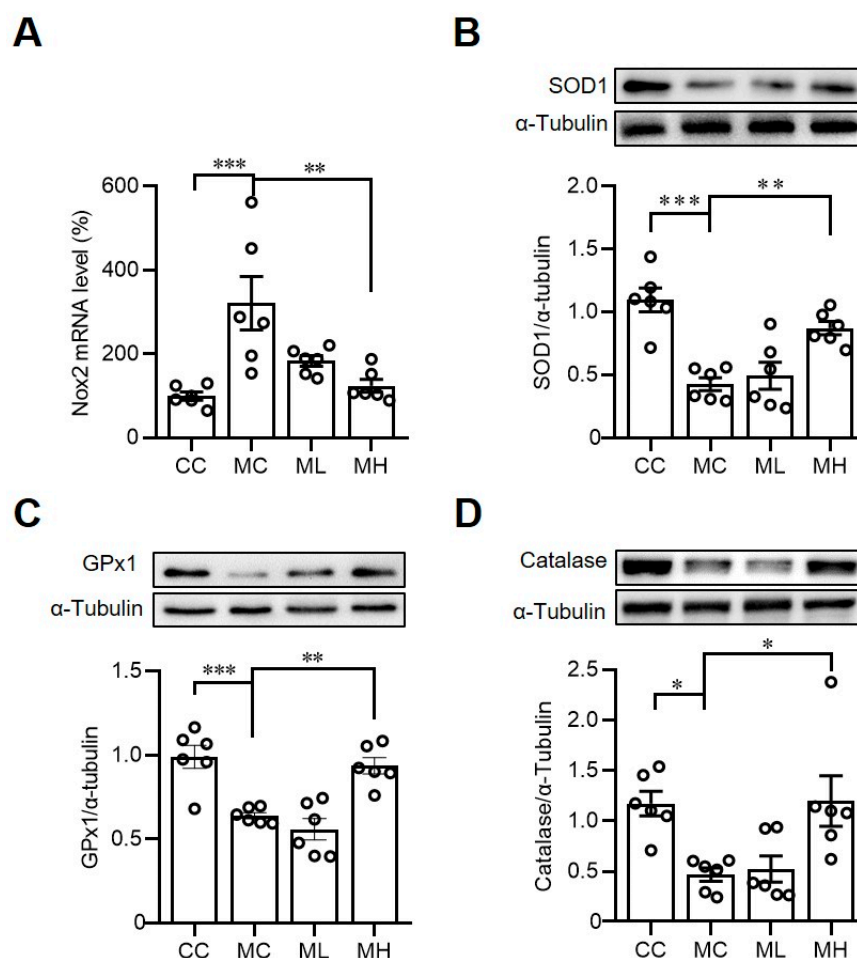 A
*** **
600
400
200
0
Nox2 mRNA level (%)
CC MC ML MH
B
SOD1
α-Tubulin
*** **
2.0
1.5
1.0
0.5
0
SOD1/α-tubulin
CC MC ML MH
C
GPx1
α-Tubulin
*** **
1.5
1.0
0.5
0
GPx1/α-tubulin
CC MC ML MH
D
Catalase
α-Tubulin
* *
2.5
2.0
1.5
1.0
0.5
0
Catalase/α-Tubulin
CC MC ML MH